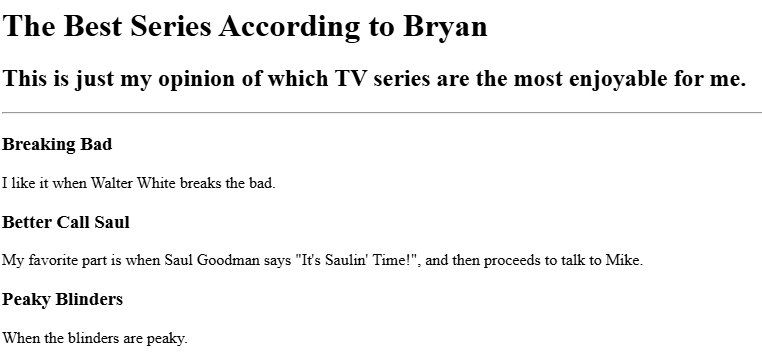 The Best Series According to Bryan
This is just my opinion of which TV series are the most enjoyable for me.
Breaking Bad
I like it when Walter White breaks the bad.
Better Call Saul
My favorite part is when Saul Goodman says "It's Saulin' Time!", and then proceeds to talk to Mike.
Peaky Blinders
When the blinders are peaky.